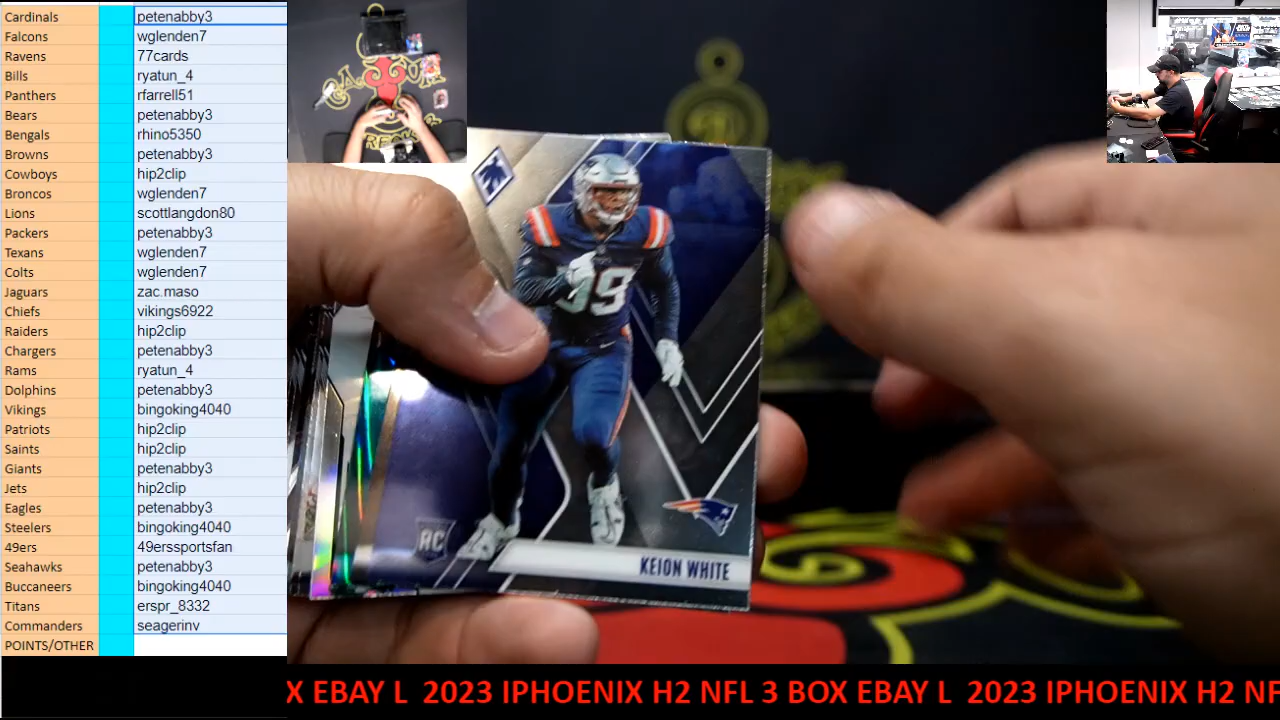 Cardinals petenabby3
Falcons wglenden7
Ravens 77cards
Bills ryatun_4
Panthers rfarrell51
Bears petenabby3
Bengals rhino5350
Browns petenabby3
Cowboys hip2clip
Broncos wglenden7
Lions scottlangdon80
Packers petenabby3
Texans wglenden7
Colts wglenden7
Jaguars zac.maso
Chiefs vikings6922
Raiders hip2clip
Chargers petenabby3
Rams ryatun_4
Dolphins petenabby3
Vikings bingoking4040
Patriots hip2clip
Saints hip2clip
Giants petenabby3
Jets hip2clip
Eagles petenabby3
Steelers bingoking4040
49ers 49erssportsfan
Seahawks petenabby3
Buccaneers bingoking4040
Titans erspr_8332
Commanders seagerinv
POINTS/OTHER
99
RC
KEION WHITE
X EBAY L 2023 IPHOENIX H2 NFL 3 BOX EBAY L 2023 IPHOENIX H2 NF